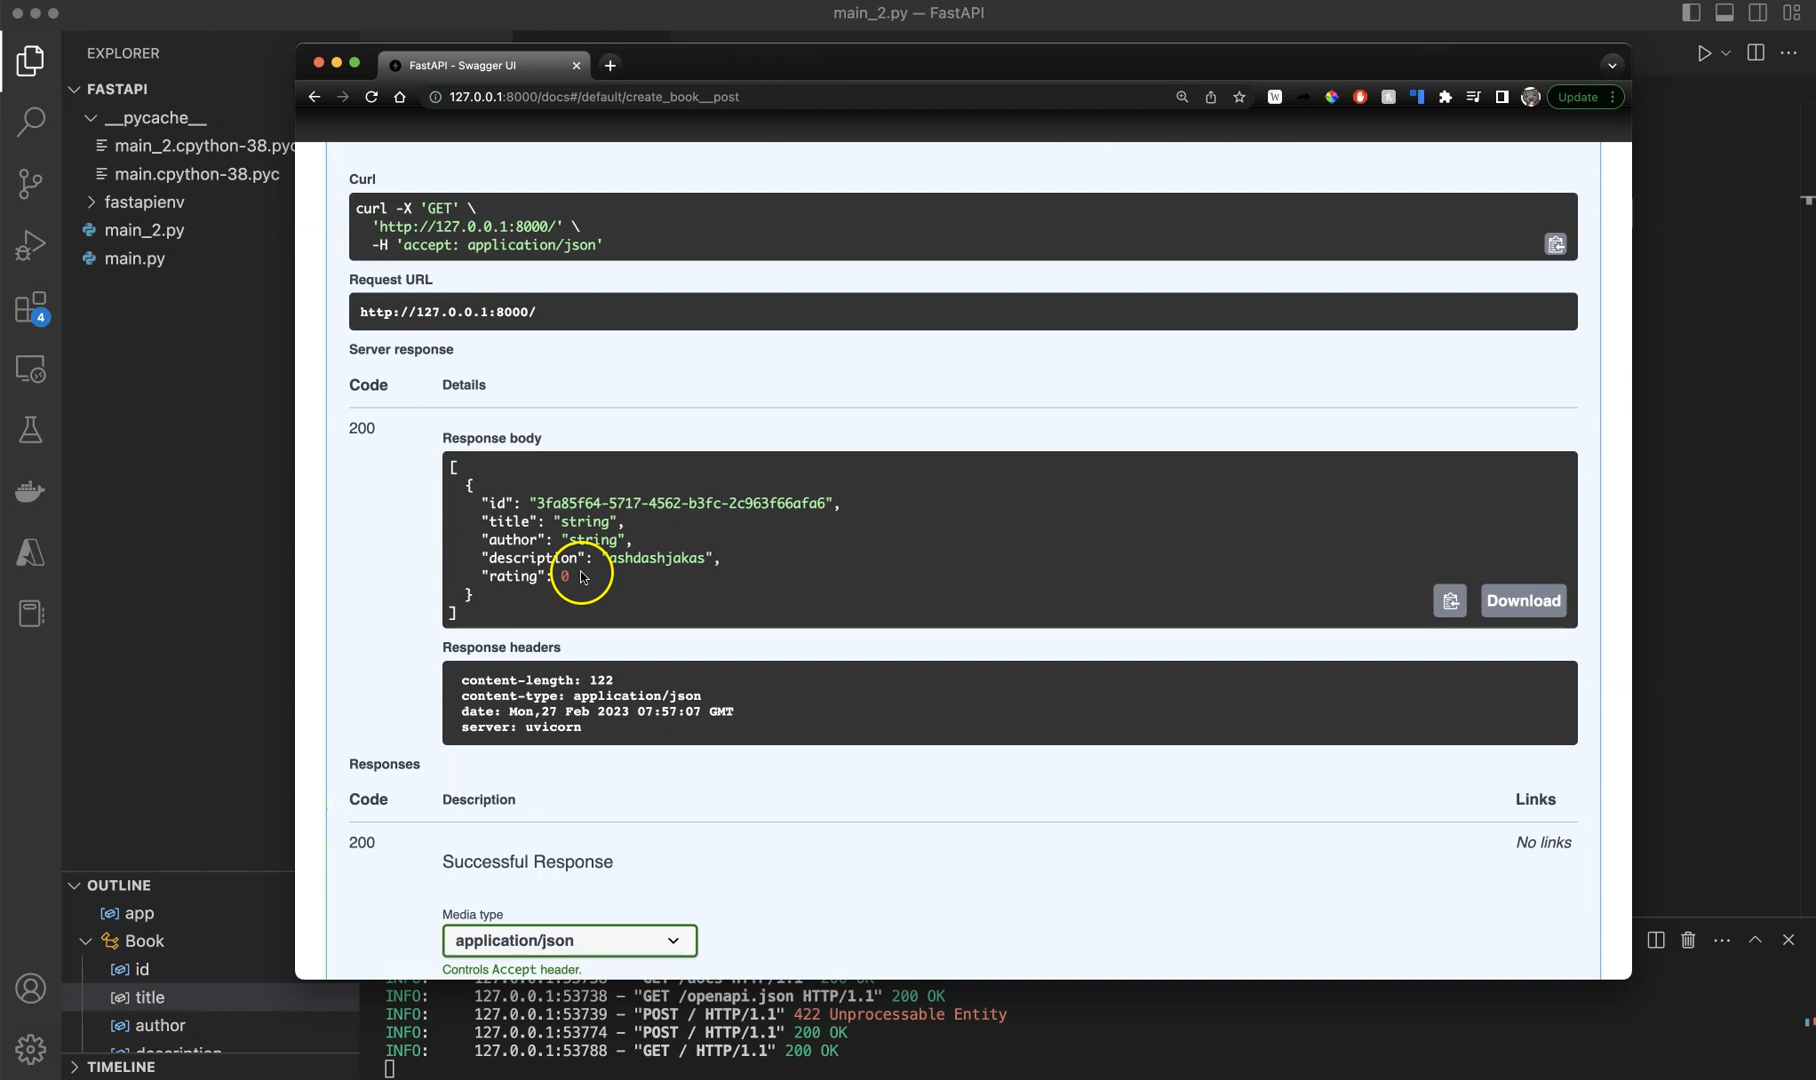 main_2.py — FastAPI
EXPLORER
FASTAPI
__pycache__
main_2.cpython-38.pyc
main.cpython-38.pyc
fastapienv
main_2.py
main.py
4
OUTLINE
app
Book
id
title
author
description
TIMELINE
FastAPI - Swagger UI
127.0.0.1:8000/docs#/default/create_book__post
Update
Curl
curl -X 'GET' \
'http://127.0.0.1:8000/' \
-H 'accept: application/json'
Request URL
http://127.0.0.1:8000/
Server response
Code Details
200
Response body
[
{
"id": "3fa85f64-5717-4562-b3fc-2c963f66afa6",
"title": "string",
"author": "string",
"description": "ashdashjakas",
"rating": 0
}
]
Download
Response headers
content-length: 122
content-type: application/json
date: Mon,27 Feb 2023 07:57:07 GMT
server: uvicorn
Responses
Code Description Links
200 No links
Successful Response
Media type
application/json
Controls Accept header.
INFO: 127.0.0.1:53738 - "GET /openapi.json HTTP/1.1" 200 OK
INFO: 127.0.0.1:53739 - "POST / HTTP/1.1" 422 Unprocessable Entity
INFO: 127.0.0.1:53774 - "POST / HTTP/1.1" 200 OK
INFO: 127.0.0.1:53788 - "GET / HTTP/1.1" 200 OK